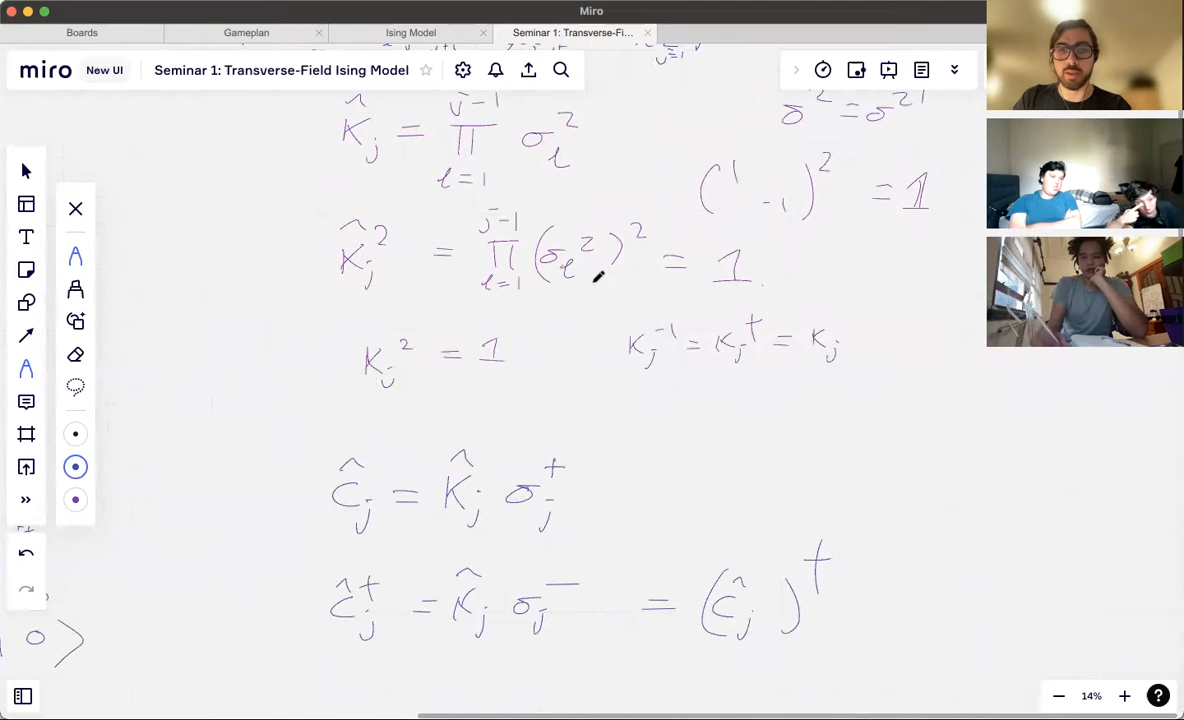 Miro
Boards
Gameplan
Ising Model
Seminar 1: Transverse-Fi...
miro
New UI
Seminar 1: Transverse-Field Ising Model
K̂_j = ∏_{l=1}^{j-1} σ_l^z
σ^z = σ^{z†}
( 1 -1 )^2 = 1
K̂_j^2 = ∏_{l=1}^{j-1} (σ_l^z)^2 = 1.
K_j^2 = 1
K_j^{-1} = K_j^† = K_j
ĉ_j = K̂_j σ_j^+
ĉ_j^† = K̂_j σ_j^- = (ĉ_j)^†
0 >
14%